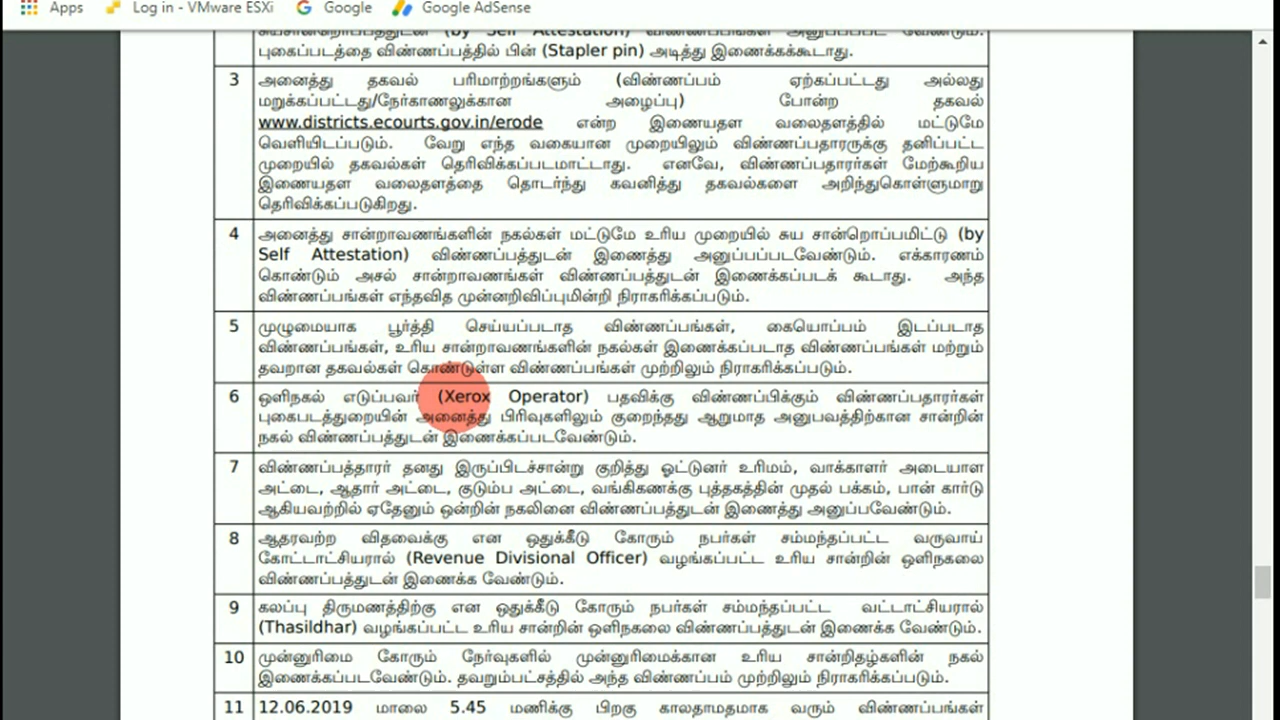 Apps Log in - VMware ESXi Google Google AdSense
சுயசான்றொப்பத்துடன் (by Self Attestation) விண்ணப்பங்கள் அனுப்பப்பட வேண்டும்.
புகைப்படத்தை விண்ணப்பத்தில் பின் (Stapler pin) அடித்து இணைக்கக்கூடாது.
3 அனைத்து தகவல் பரிமாற்றங்களும் (விண்ணப்பம் ஏற்கப்பட்டது அல்லது
மறுக்கப்பட்டது/நேர்காணலுக்கான அழைப்பு) போன்ற தகவல்
www.districts.ecourts.gov.in/erode என்ற இணையதள வலைதளத்தில் மட்டுமே
வெளியிடப்படும். வேறு எந்த வகையான முறையிலும் விண்ணப்பதாரருக்கு தனிப்பட்ட
முறையில் தகவல்கள் தெரிவிக்கப்படமாட்டாது. எனவே, விண்ணப்பதாரர்கள் மேற்கூறிய
இணையதள வலைதளத்தை தொடர்ந்து கவனித்து தகவல்களை அறிந்துகொள்ளுமாறு
தெரிவிக்கப்படுகிறது.
4 அனைத்து சான்றாவணங்களின் நகல்கள் மட்டுமே உரிய முறையில் சுய சான்றொப்பமிட்டு (by
Self Attestation) விண்ணப்பத்துடன் இணைத்து அனுப்பப்படவேண்டும். எக்காரணம்
கொண்டும் அசல் சான்றாவணங்கள் விண்ணப்பத்துடன் இணைக்கப்படக் கூடாது. அந்த
விண்ணப்பங்கள் எந்தவித முன்னறிவிப்புமின்றி நிராகரிக்கப்படும்.
5 முழுமையாக பூர்த்தி செய்யப்படாத விண்ணப்பங்கள், கையொப்பம் இடப்படாத
விண்ணப்பங்கள், உரிய சான்றாவணங்களின் நகல்கள் இணைக்கப்படாத விண்ணப்பங்கள் மற்றும்
தவறான தகவல்கள் கொண்டுள்ள விண்ணப்பங்கள் முற்றிலும் நிராகரிக்கப்படும்.
6 ஒளிநகல் எடுப்பவர் (Xerox Operator) பதவிக்கு விண்ணப்பிக்கும் விண்ணப்பதாரர்கள்
புகைபடத்துறையின் அனைத்து பிரிவுகளிலும் குறைந்தது ஆறுமாத அனுபவத்திற்கான சான்றின்
நகல் விண்ணப்பத்துடன் இணைக்கப்படவேண்டும்.
7 விண்ணப்பத்தாரர் தனது இருப்பிடச்சான்று குறித்து ஓட்டுனர் உரிமம், வாக்காளர் அடையாள
அட்டை, ஆதார் அட்டை, குடும்ப அட்டை, வங்கிகணக்கு புத்தகத்தின் முதல் பக்கம், பான் கார்டு
ஆகியவற்றில் ஏதேனும் ஒன்றின் நகலினை விண்ணப்பத்துடன் இணைத்து அனுப்பவேண்டும்.
8 ஆதரவற்ற விதவைக்கு என ஒதுக்கீடு கோரும் நபர்கள் சம்மந்தப்பட்ட வருவாய்
கோட்டாட்சியரால் (Revenue Divisional Officer) வழங்கப்பட்ட உரிய சான்றின் ஒளிநகலை
விண்ணப்பத்துடன் இணைக்க வேண்டும்.
9 கலப்பு திருமணத்திற்கு என ஒதுக்கீடு கோரும் நபர்கள் சம்மந்தப்பட்ட வட்டாட்சியரால்
(Thasildhar) வழங்கப்பட்ட உரிய சான்றின் ஒளிநகலை விண்ணப்பத்துடன் இணைக்க வேண்டும்.
10 முன்னுரிமை கோரும் நேர்வுகளில் முன்னுரிமைக்கான உரிய சான்றிதழ்களின் நகல்
இணைக்கப்படவேண்டும். தவறும்பட்சத்தில் அந்த விண்ணப்பம் முற்றிலும் நிராகரிக்கப்படும்.
11 12.06.2019 மாலை 5.45 மணிக்கு பிறகு காலதாமதமாக வரும் விண்ணப்பங்கள்